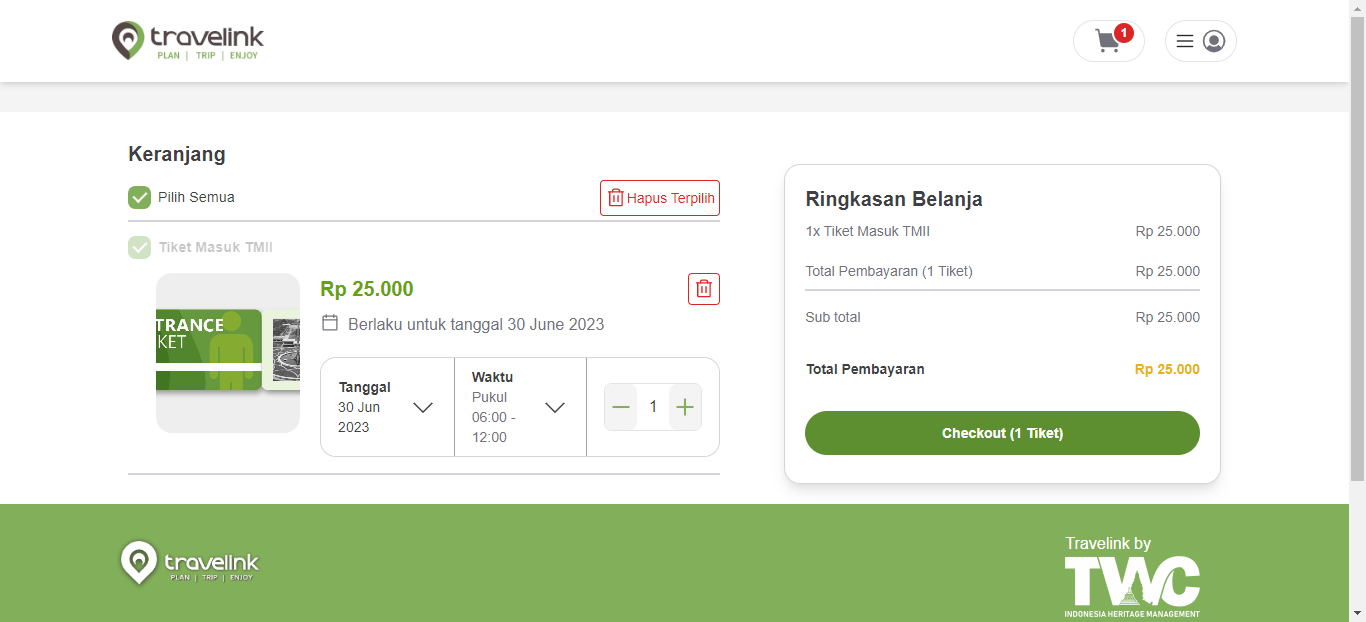 travelink
PLAN | TRIP | ENJOY
1
Keranjang
Pilih Semua
Hapus Terpilih
Tiket Masuk TMII
TRANCE
KET
Rp 25.000
Berlaku untuk tanggal 30 June 2023
Tanggal
30 Jun
2023
Waktu
Pukul
06:00 -
12:00
1
Ringkasan Belanja
1x Tiket Masuk TMII Rp 25.000
Total Pembayaran (1 Tiket) Rp 25.000
Sub total Rp 25.000
Total Pembayaran Rp 25.000
Checkout (1 Tiket)
travelink
PLAN | TRIP | ENJOY
Travelink by
TWC
INDONESIA HERITAGE MANAGEMENT